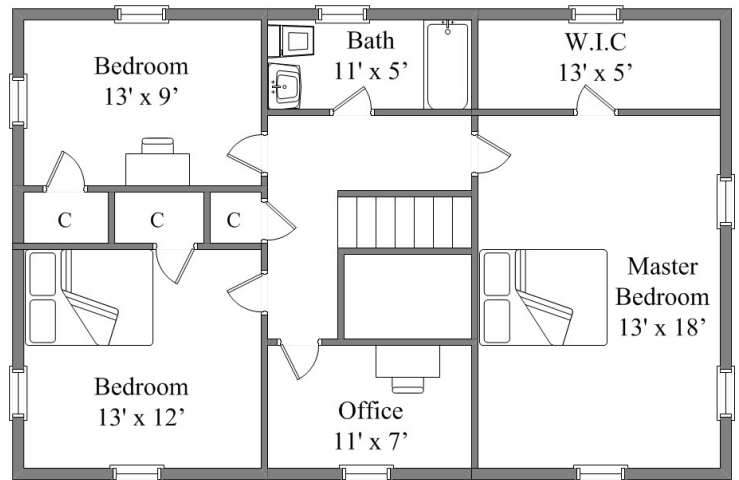 Bedroom
13' x 9’
Bath
11' x 5’
W.I.C
13' x 5’
C
C
C
Master
Bedroom
13' x 18’
Bedroom
13' x 12’
Office
11' x 7’